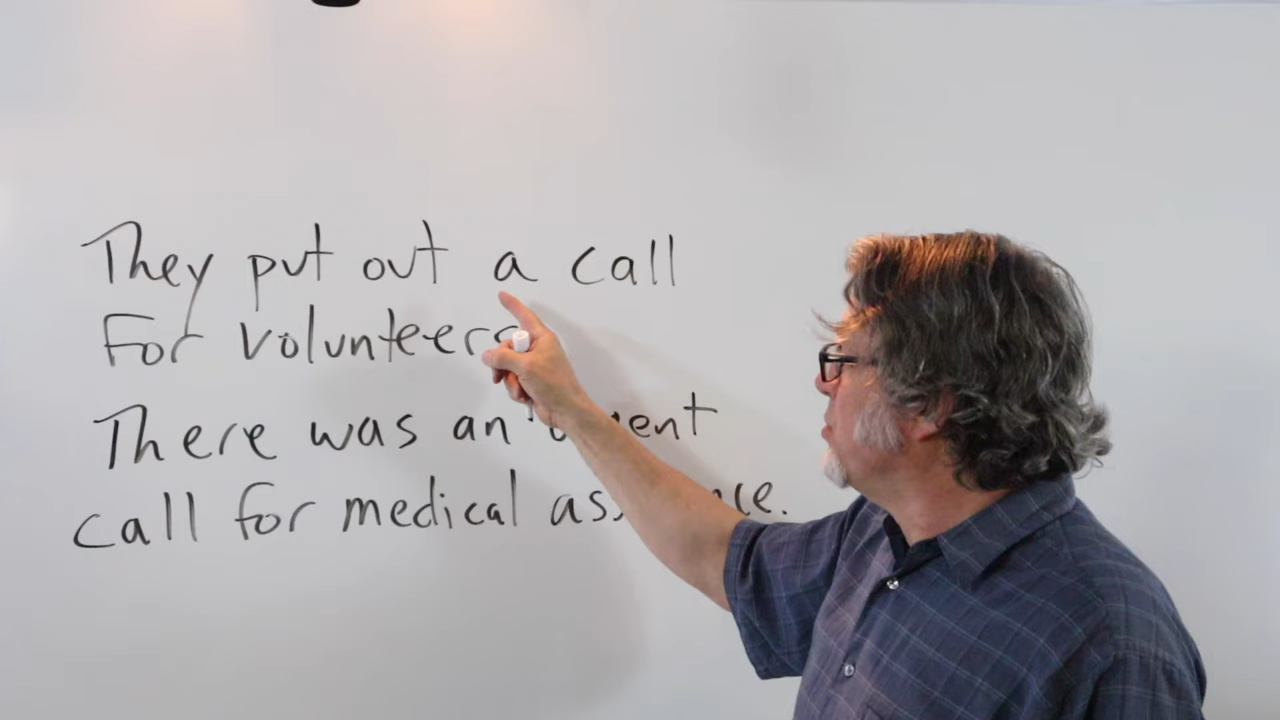 They put out a call
For volunteers
There was an
call for medical